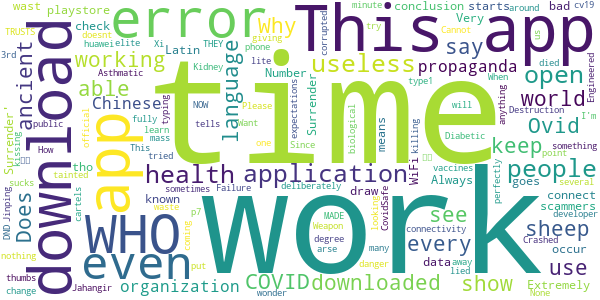 cv19 playstore check conclusion starts bad
wast error Why This app around
TRUSTS huawei elite Xi Latin THEY say Very try minute
doesnt giving corrupted us died
3rd lite phone useless propaganda When
ancient working Number Surrender expectations open Engineered
download able Chinese language time world Cannot
Asthmatic Kidney NOW Want Please typing Ovid
Surrender' public How fully learn official biological means type1 will I'm
kissing This tried tho mass tells Since one keep people Destruction something
tainted app health application WiFi killing Diabetic anything point
Does sucks sometimes Failure deliberately draw Always goes vaccines perfectly connect several
cartels known p7 MADE CovidSafe looking see sheep scammers
DND Jinping WHO Weapon degree connectivity every Crashed occur developer
nothing waste arse many data away
thumbs even put COVID downloaded work lied use
change Jahangir organization coming wonder danger show Extremely None